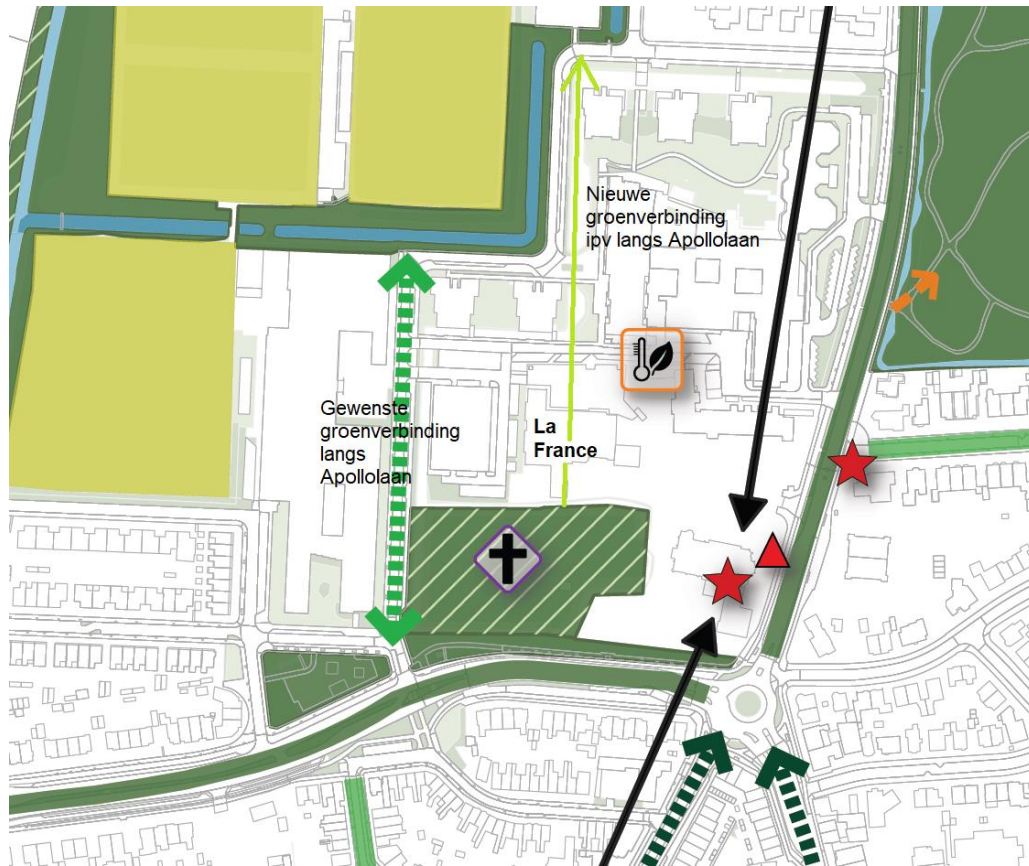 Nieuwe
groenverbinding
ipv langs Apollolaan
Gewenste
groenverbinding
langs
Apollolaan
La
France